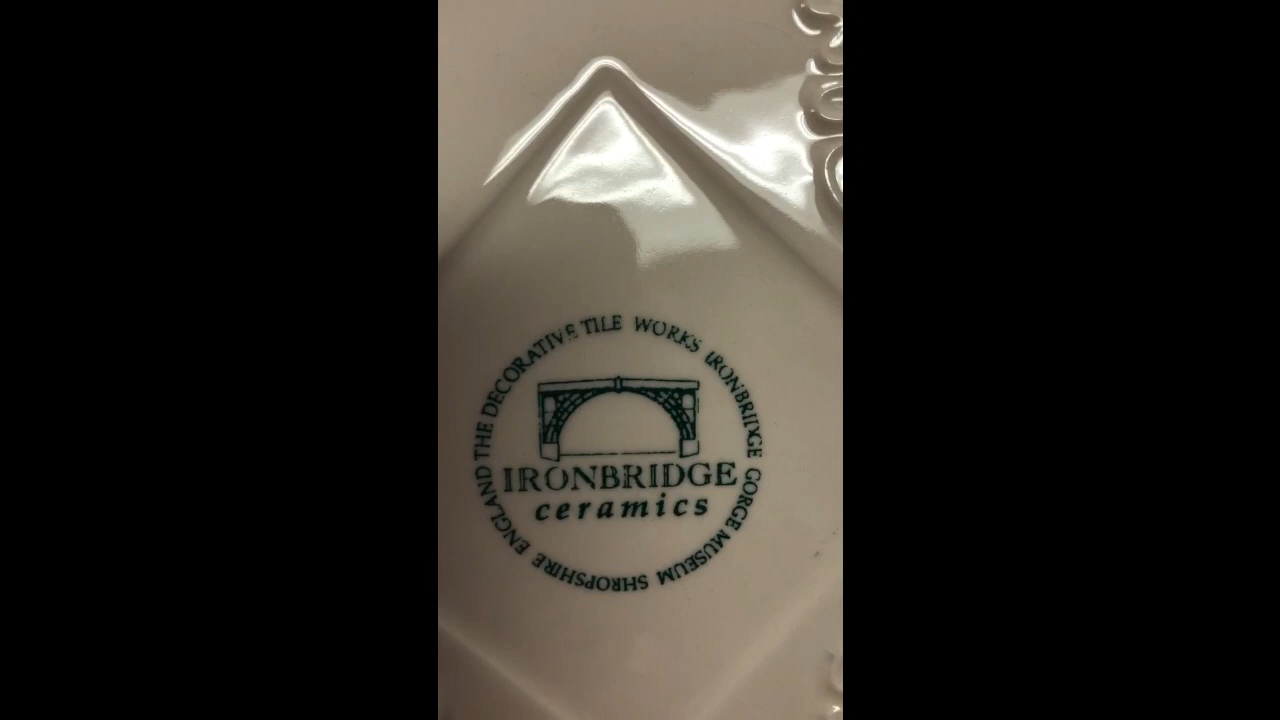 THE DECORATIVE TILE WORKS IRONBRIDGE GORGE MUSEUM SHROPSHIRE ENGLAND
IRONBRIDGE
ceramics